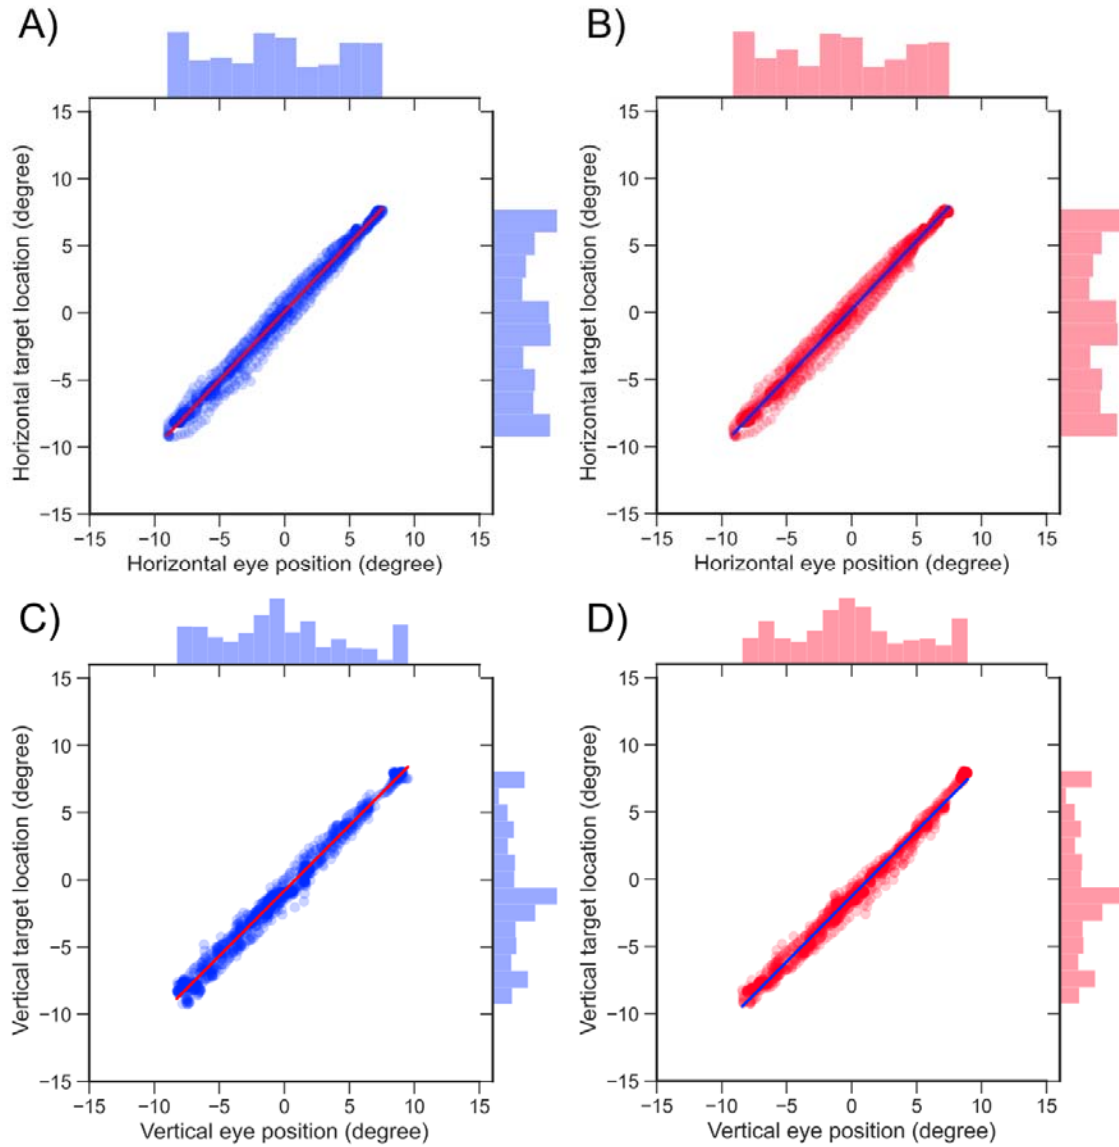 A)
B)
Horizontal target location (degree)
15
10
5
0
−5
−10
−15
−15 −10 −5 0 5 10 15
Horizontal eye position (degree)
Horizontal target location (degree)
15
10
5
0
−5
−10
−15
−15 −10 −5 0 5 10 15
Horizontal eye position (degree)
C)
D)
Vertical target location (degree)
15
10
5
0
−5
−10
−15
−15 −10 −5 0 5 10 15
Vertical eye position (degree)
Vertical target location (degree)
15
10
5
0
−5
−10
−15
−15 −10 −5 0 5 10 15
Vertical eye position (degree)